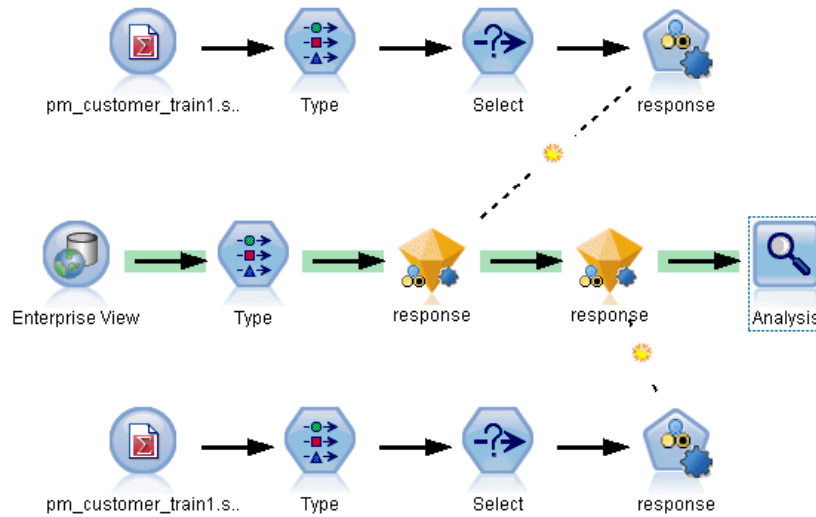 pm_customer_train1.s..
Type
Select
response
Enterprise View
Type
response
response
Analysis
pm_customer_train1.s..
Type
Select
response